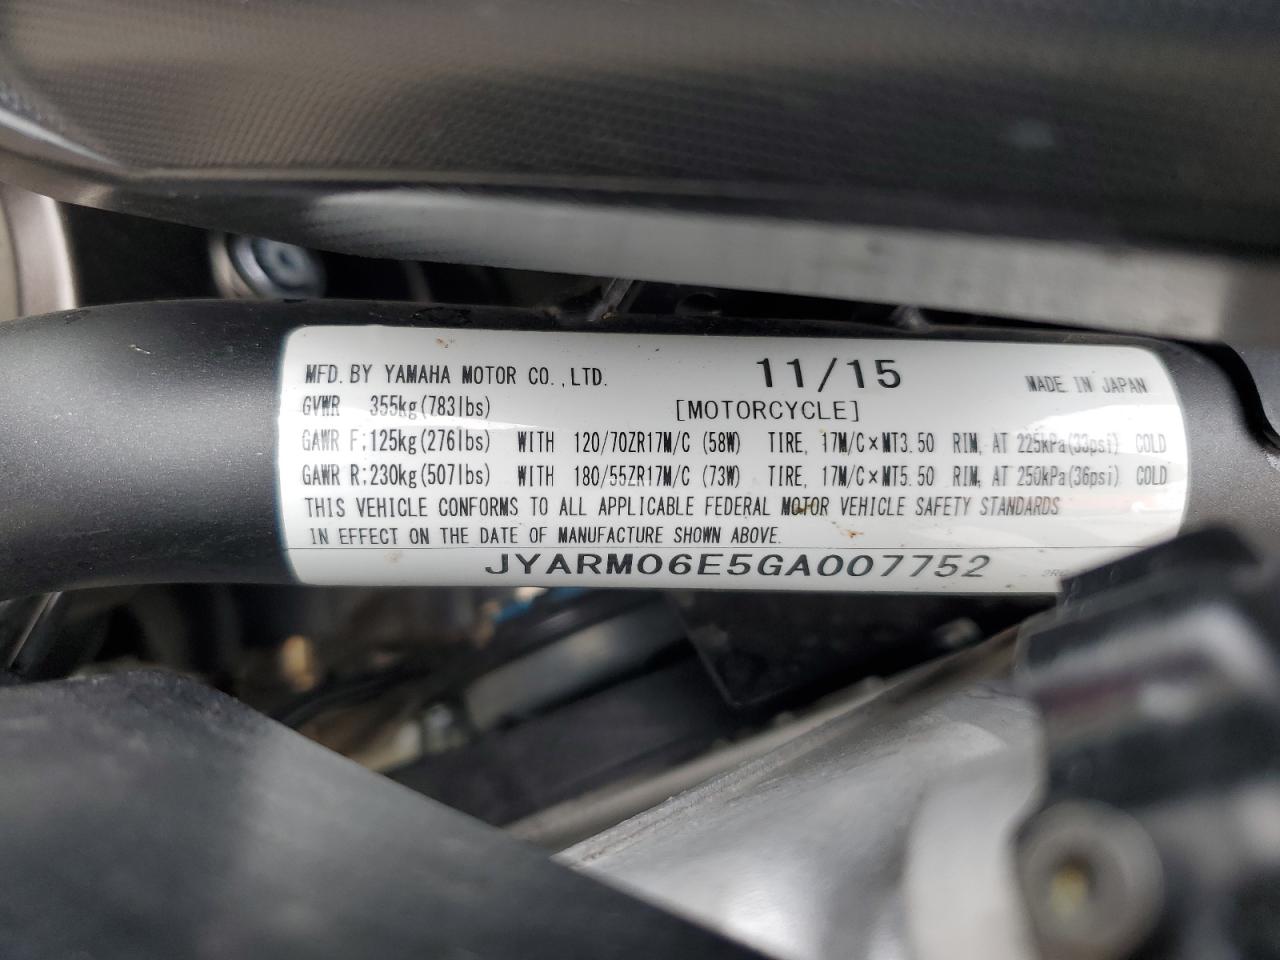 MFD. BY YAMAHA MOTOR CO., LTD. 11/15 MADE IN JAPAN
GVWR 355kg(783lbs) [MOTORCYCLE]
GAWR F;125kg(276lbs) WITH 120/70ZR17M/C (58W) TIRE, 17M/C×MT3.50 RIM, AT 225kPa(33psi) COLD
GAWR R;230kg(507lbs) WITH 180/55ZR17M/C (73W) TIRE, 17M/C×MT5.50 RIM, AT 250kPa(36psi) COLD
THIS VEHICLE CONFORMS TO ALL APPLICABLE FEDERAL MOTOR VEHICLE SAFETY STANDARDS
IN EFFECT ON THE DATE OF MANUFACTURE SHOWN ABOVE.
JYARM06E5GA007752